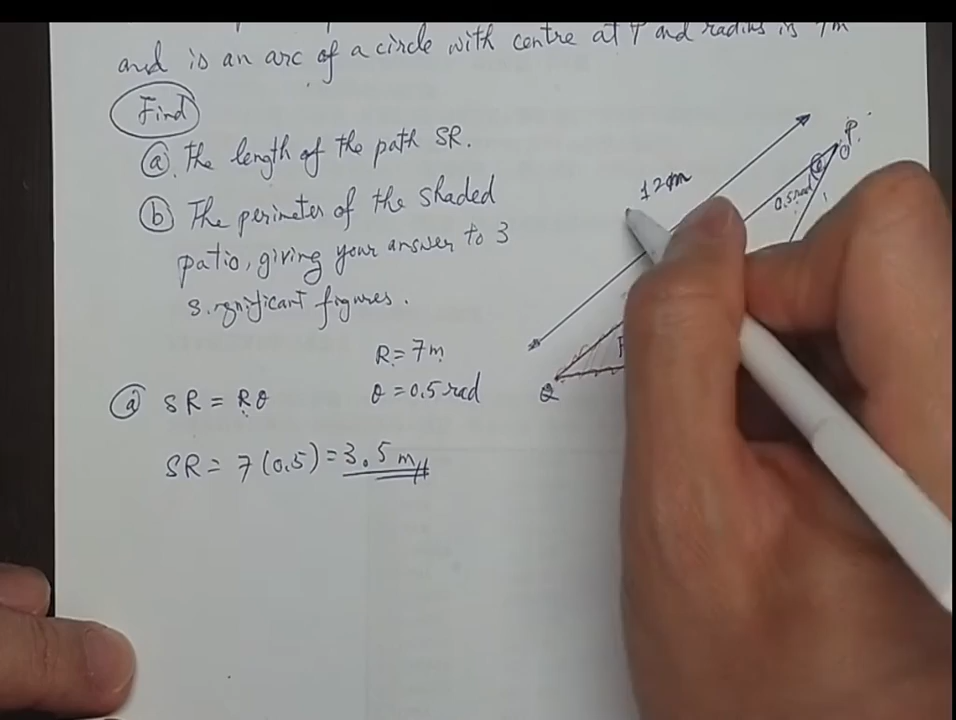 and is an arc of a circle with centre at P and radius is 7m
Find
(a) The length of the path SR.
(b) The perimeter of the shaded
patio, giving your answer to 3
significant figures.
R = 7m
θ = 0.5 rad
(a) SR = Rθ
SR = 7(0.5) = 3.5 m
12m
P
0.5 rad
Q